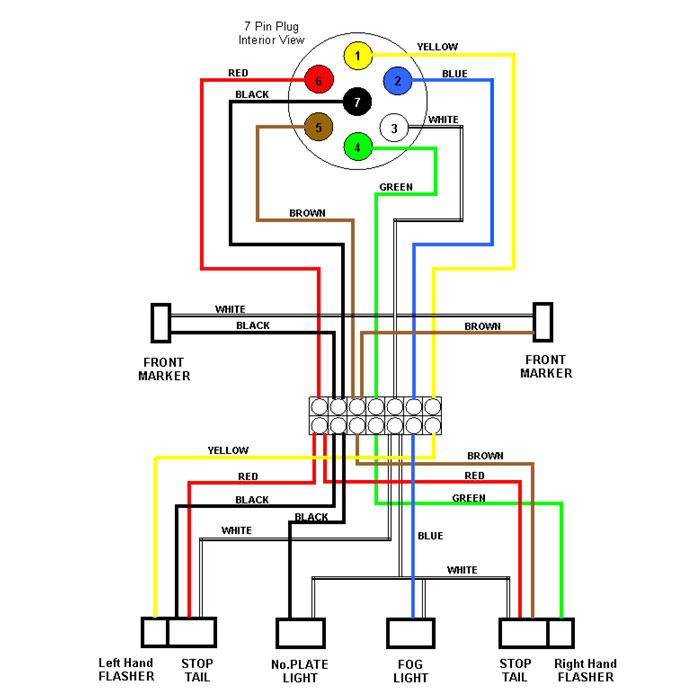 7 Pin Plug
Interior View
YELLOW
1
RED
6
2
BLUE
BLACK
7
5
3
WHITE
4
GREEN
BROWN
WHITE
BLACK
BROWN
FRONT
MARKER
FRONT
MARKER
YELLOW
BROWN
RED
RED
BLACK
GREEN
BLACK
WHITE
BLUE
WHITE
Left Hand
FLASHER
STOP
TAIL
No.PLATE
LIGHT
FOG
LIGHT
STOP
TAIL
Right Hand
FLASHER